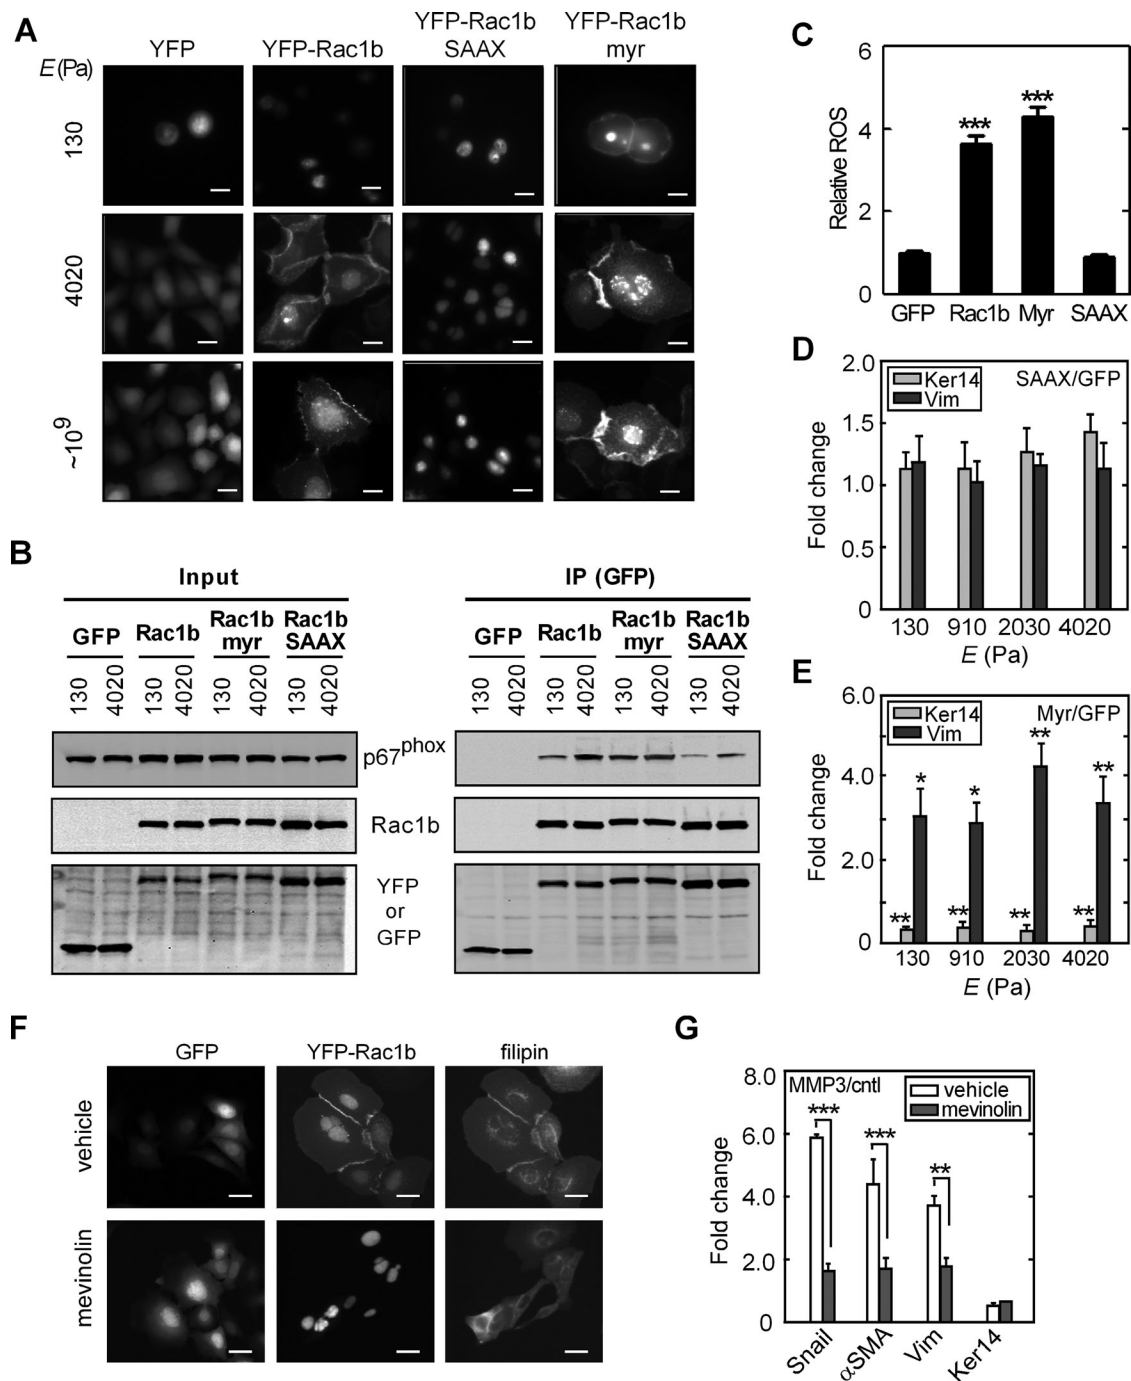 A
E (Pa)
YFP
YFP-Rac1b
YFP-Rac1b
SAAX
YFP-Rac1b
myr
130
4020
~10⁹
B
Input
IP (GFP)
GFP
Rac1b
Rac1b
myr
Rac1b
SAAX
GFP
Rac1b
Rac1b
myr
Rac1b
SAAX
130 4020 130 4020 130 4020 130 4020
130 4020 130 4020 130 4020 130 4020
p67phox
Rac1b
YFP
or
GFP
C
Relative ROS
6
4
2
0
***
***
GFP Rac1b Myr SAAX
D
Fold change
2.0
1.5
1.0
0.5
0
Ker14
Vim
SAAX/GFP
130 910 2030 4020
E (Pa)
E
Fold change
6.0
4.0
2.0
0
Ker14
Vim
Myr/GFP
** * ** * ** ** ** **
130 910 2030 4020
E (Pa)
F
GFP YFP-Rac1b filipin
vehicle
mevinolin
G
Fold change
8.0
6.0
4.0
2.0
0
MMP3/cntl
vehicle
mevinolin
***
***
**
Snail αSMA Vim Ker14